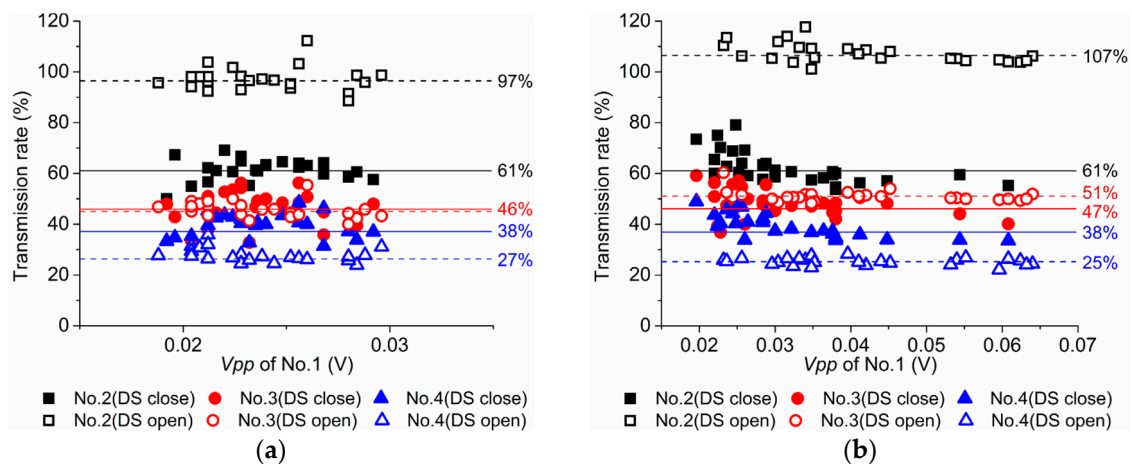 120
100
80
60
40
20
0
Transmission rate (%)
97%
61%
46%
38%
27%
0.02
0.03
Vpp of No.1 (V)
No.2(DS close)
No.3(DS close)
No.4(DS close)
No.2(DS open)
No.3(DS open)
No.4(DS open)
(a)
120
100
80
60
40
20
0
Transmission rate (%)
107%
61%
51%
47%
38%
25%
0.02
0.03
0.04
0.05
0.06
0.07
Vpp of No.1 (V)
No.2(DS close)
No.3(DS close)
No.4(DS close)
No.2(DS open)
No.3(DS open)
No.4(DS open)
(b)